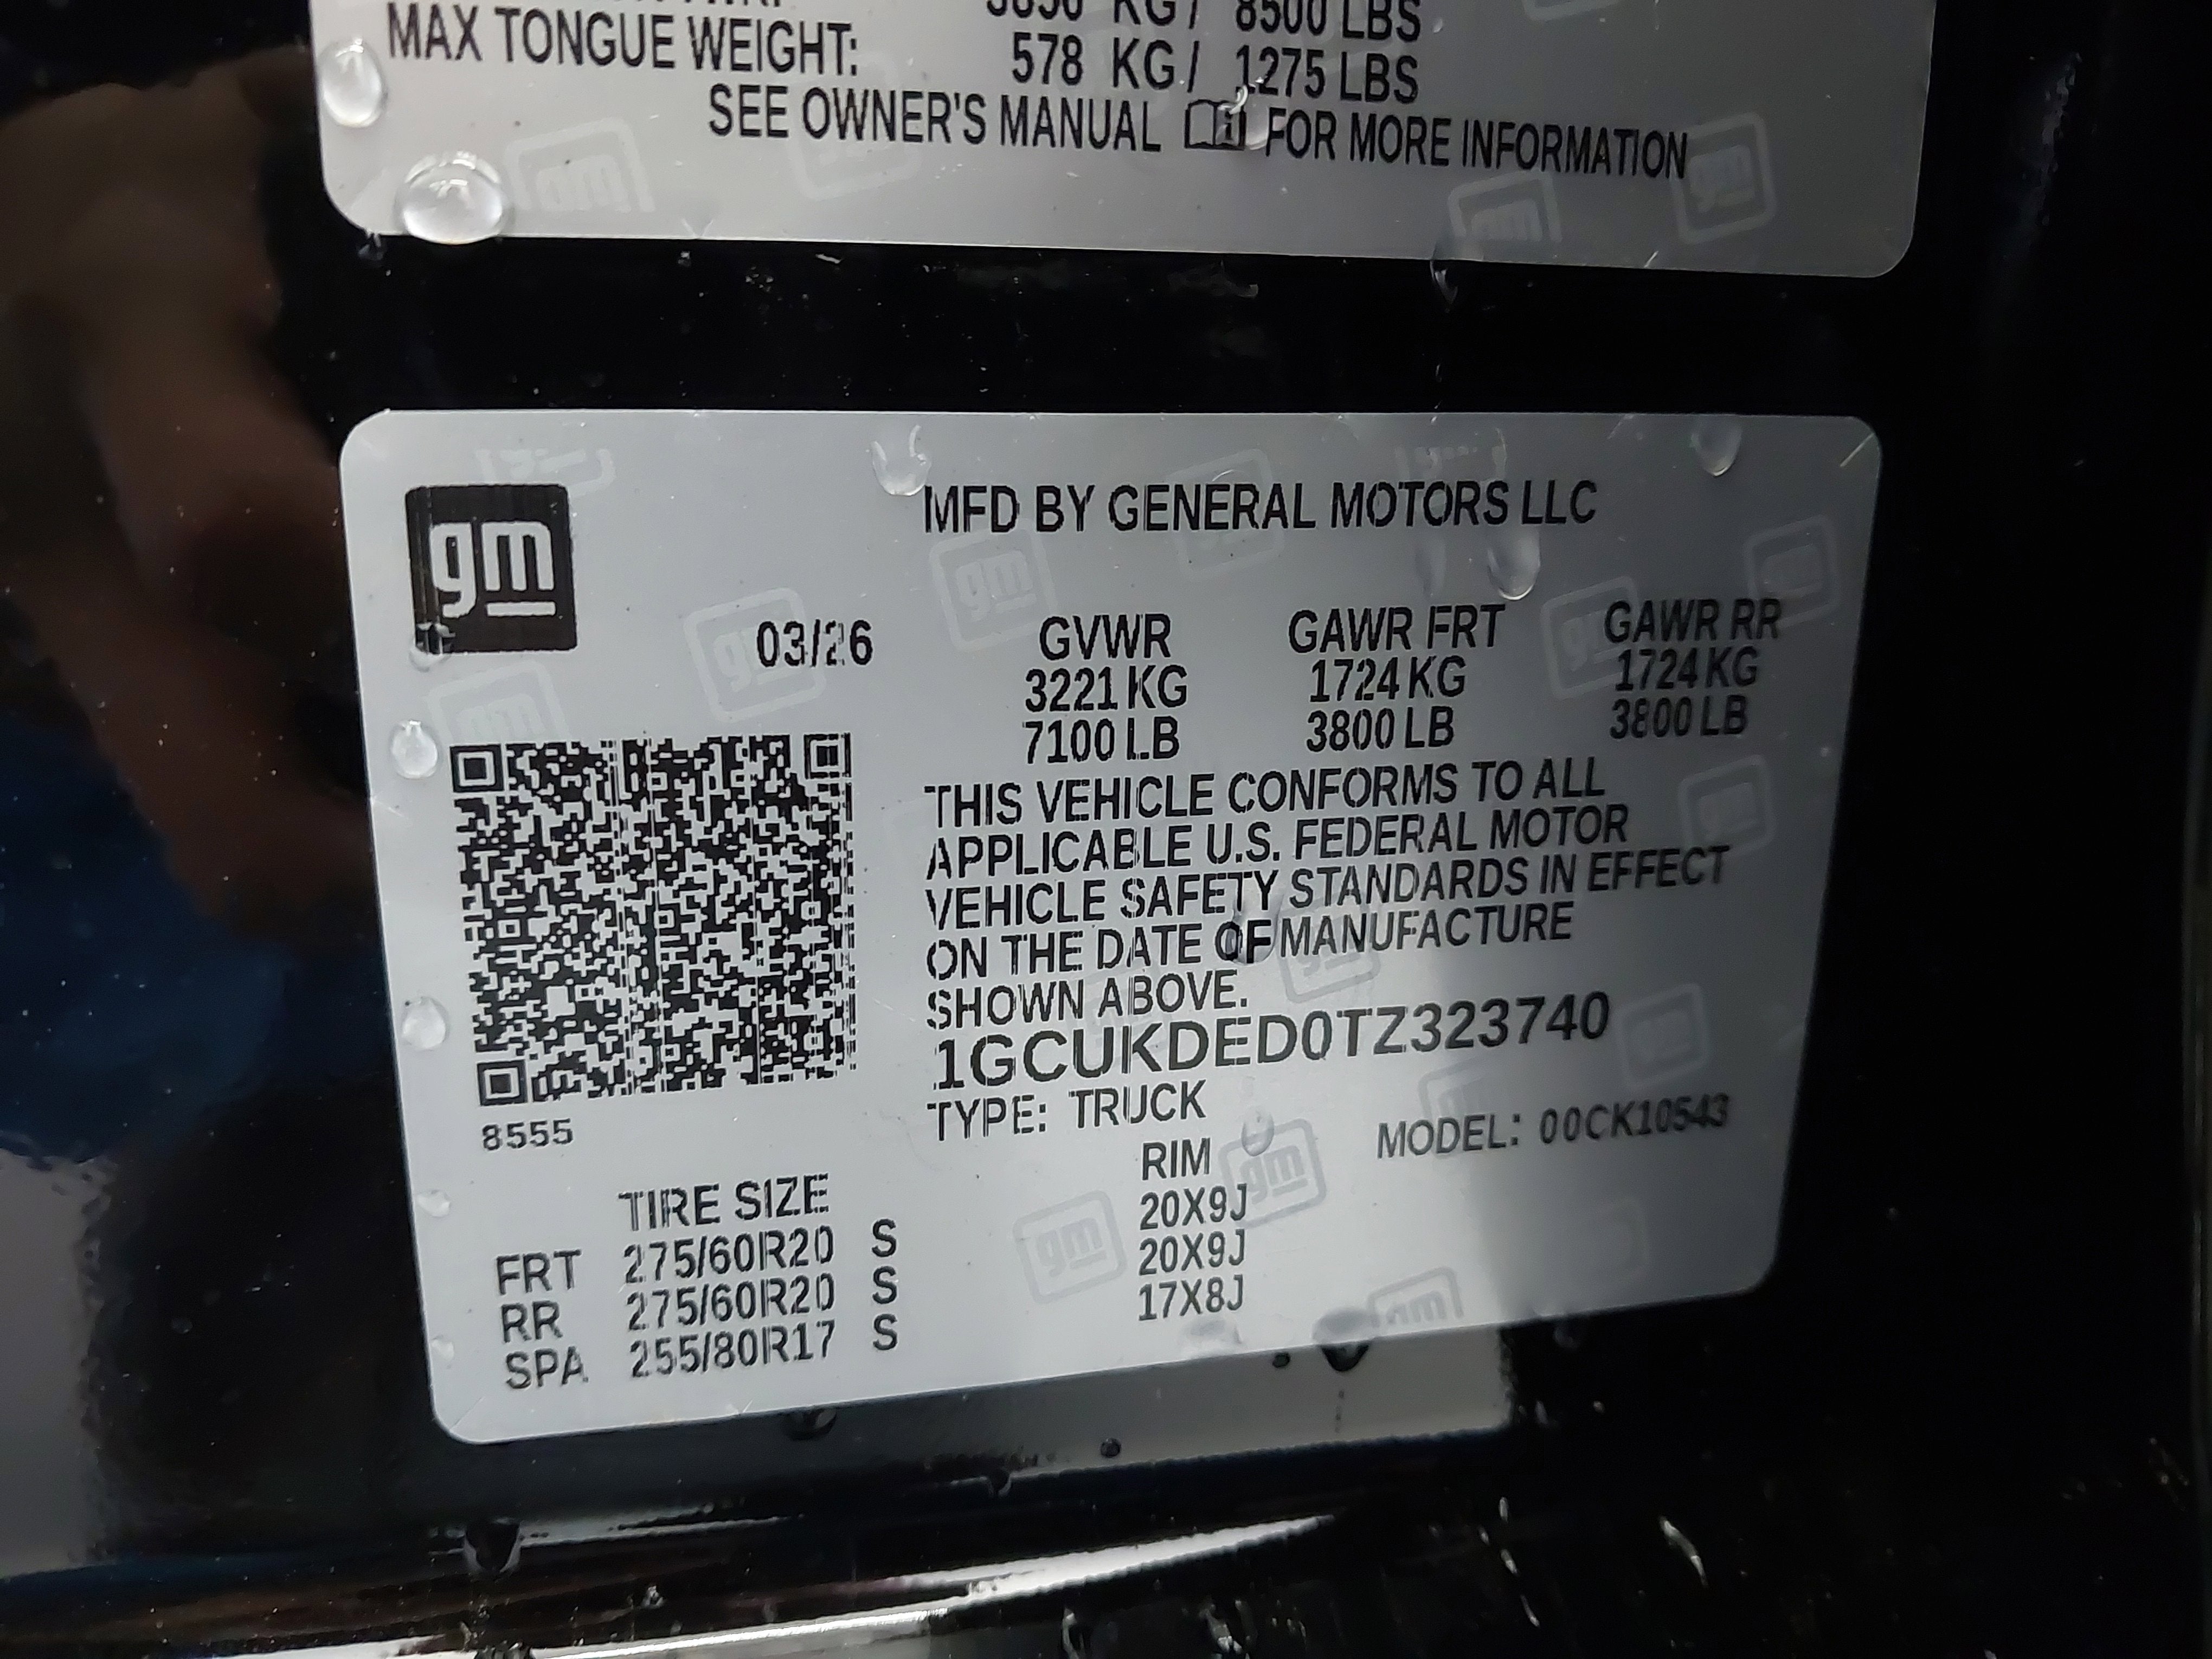 8500 LBS
MAX TONGUE WEIGHT: 578 KG / 1275 LBS
SEE OWNER'S MANUAL FOR MORE INFORMATION
gm
MFD BY GENERAL MOTORS LLC
03/26
GVWR GAWR FRT GAWR RR
3221 KG 1724 KG 1724 KG
7100 LB 3800 LB 3800 LB
THIS VEHICLE CONFORMS TO ALL
APPLICABLE U.S. FEDERAL MOTOR
VEHICLE SAFETY STANDARDS IN EFFECT
ON THE DATE OF MANUFACTURE
SHOWN ABOVE.
1GCUKDED0TZ323740
TYPE: TRUCK MODEL: 00CK10543
8555
TIRE SIZE RIM
FRT 275/60R20 S 20X9J
RR 275/60R20 S 20X9J
SPA 255/80R17 S 17X8J